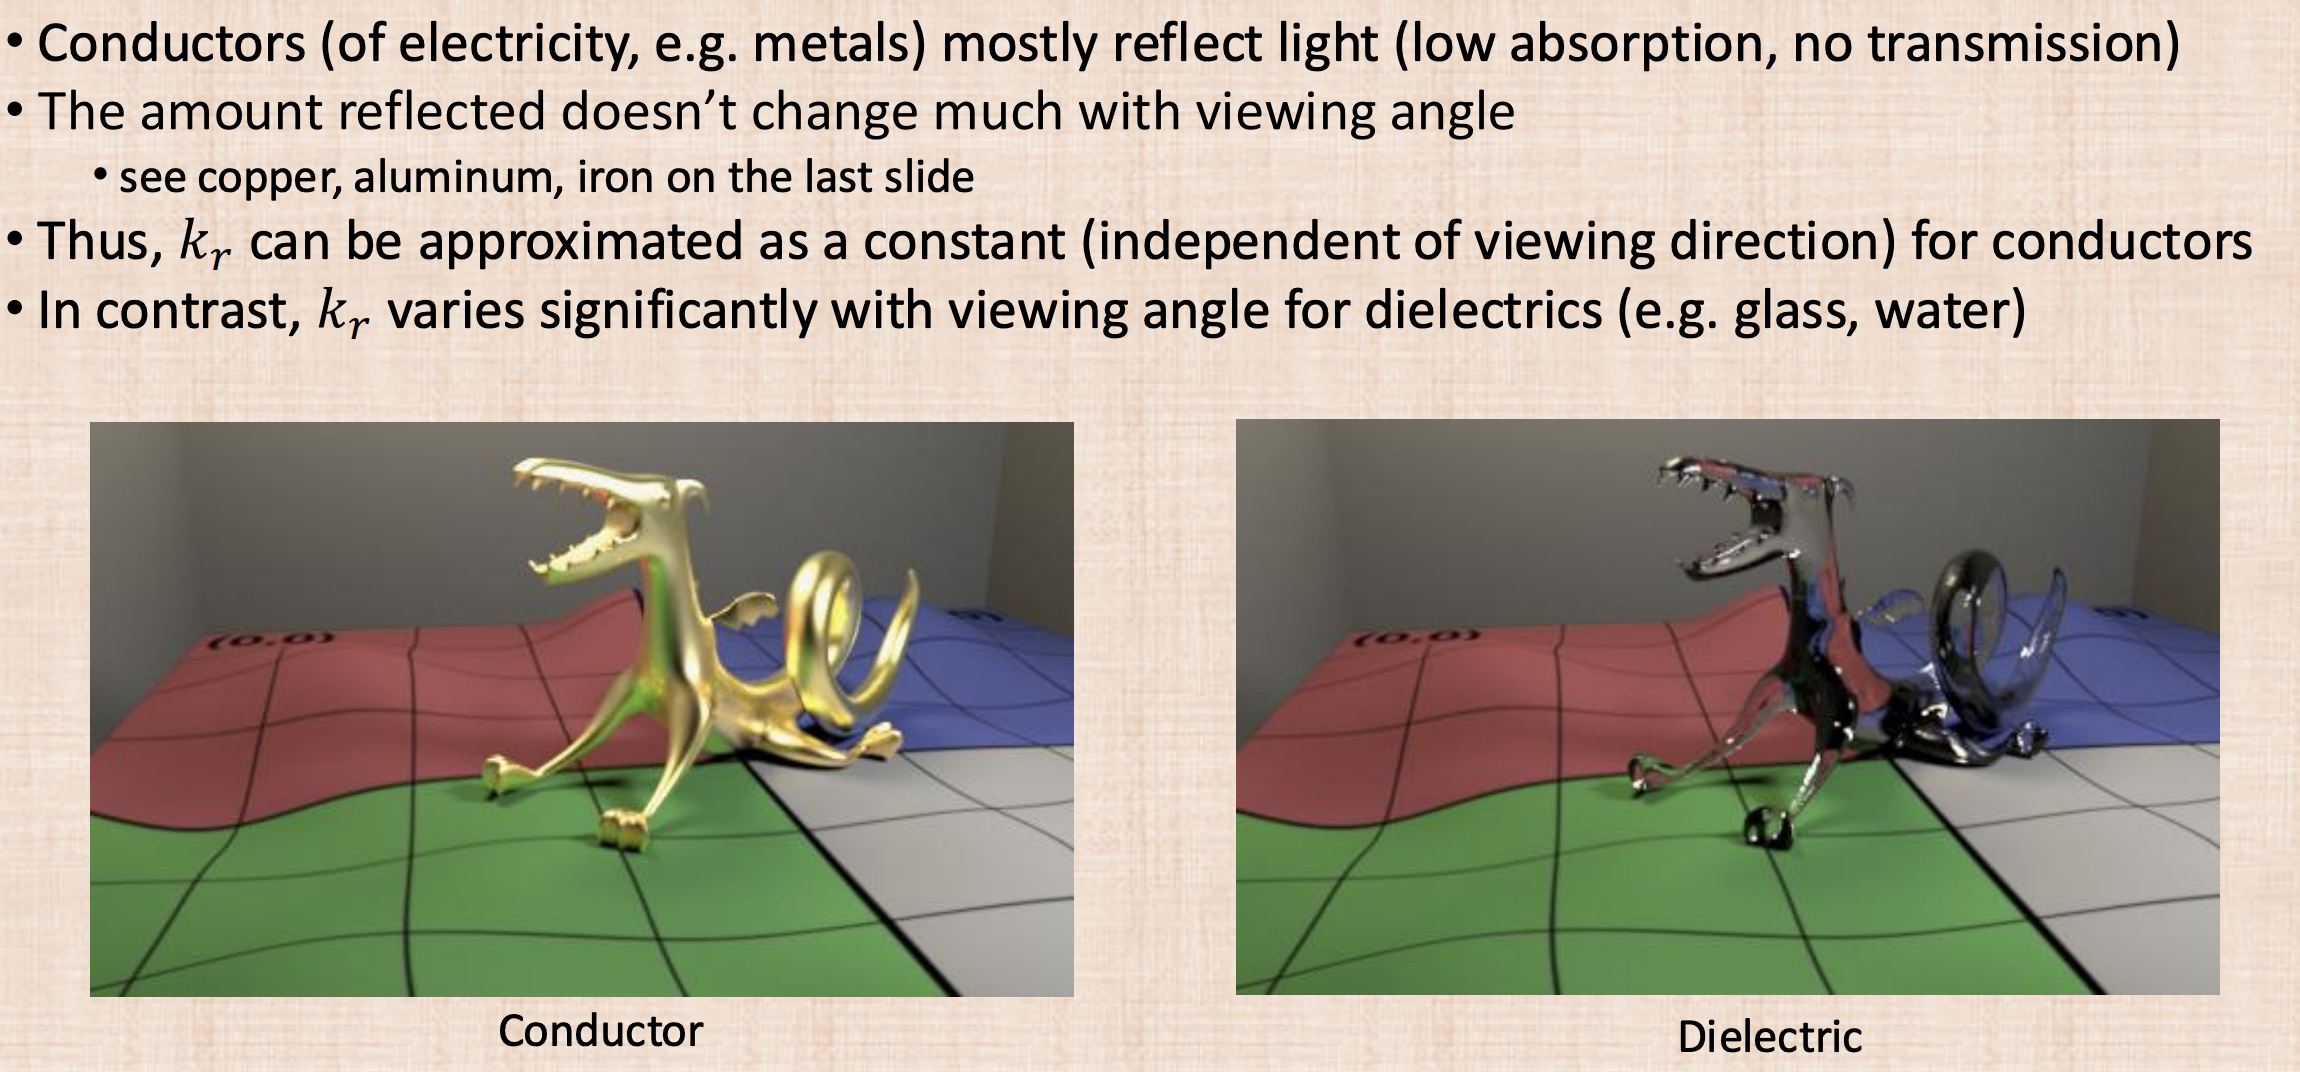 • Conductors (of electricity, e.g. metals) mostly reflect light (low absorption, no transmission)
• The amount reflected doesn’t change much with viewing angle
• see copper, aluminum, iron on the last slide
• Thus, kᵣ can be approximated as a constant (independent of viewing direction) for conductors
• In contrast, kᵣ varies significantly with viewing angle for dielectrics (e.g. glass, water)
(0,0)
(0,0)
Conductor
Dielectric